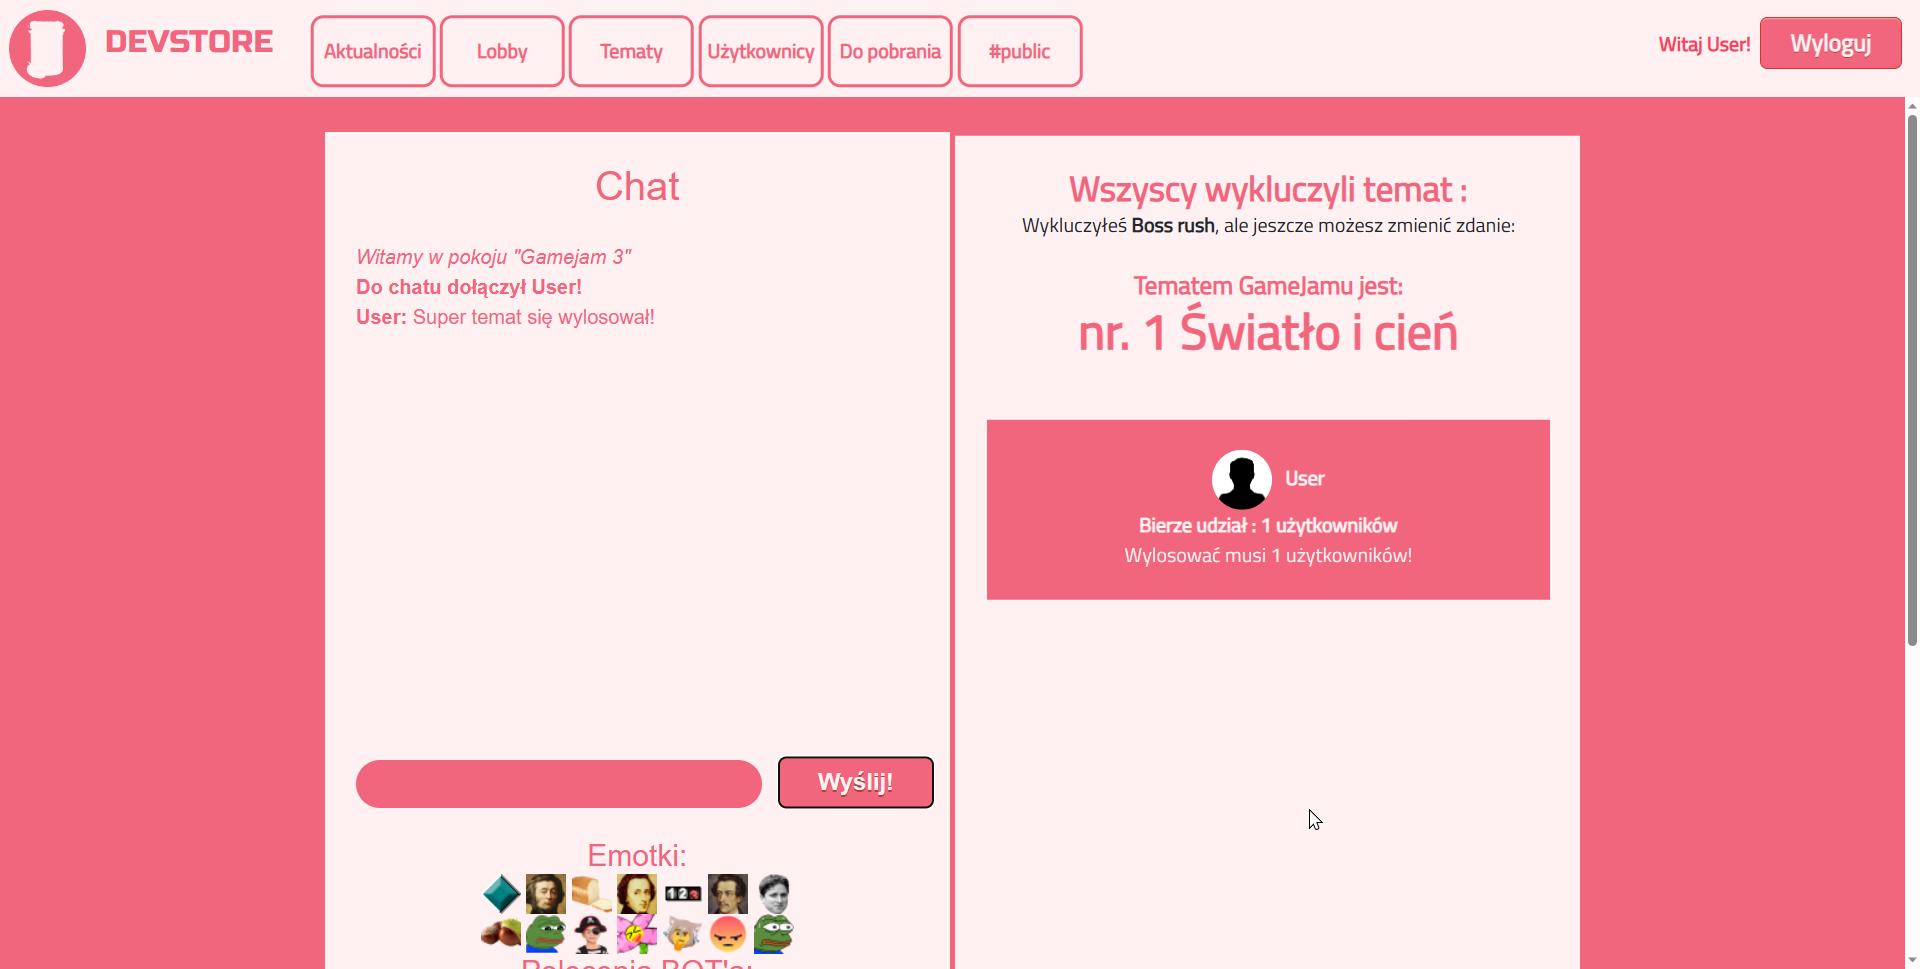 DEVSTORE
Aktualności
Lobby
Tematy
Użytkownicy
Do pobrania
#public
Witaj User!
Wyloguj
Chat
Witamy w pokoju "Gamejam 3"
Do chatu dołączył User!
User: Super temat się wylosował!
Wyślij!
Emotki:
Polecenia BOT'a:
Wszyscy wykluczyli temat :
Wykluczyłeś Boss rush, ale jeszcze możesz zmienić zdanie:
Tematem GameJamu jest:
nr. 1 Światło i cień
User
Bierze udział : 1 użytkowników
Wylosować musi 1 użytkowników!